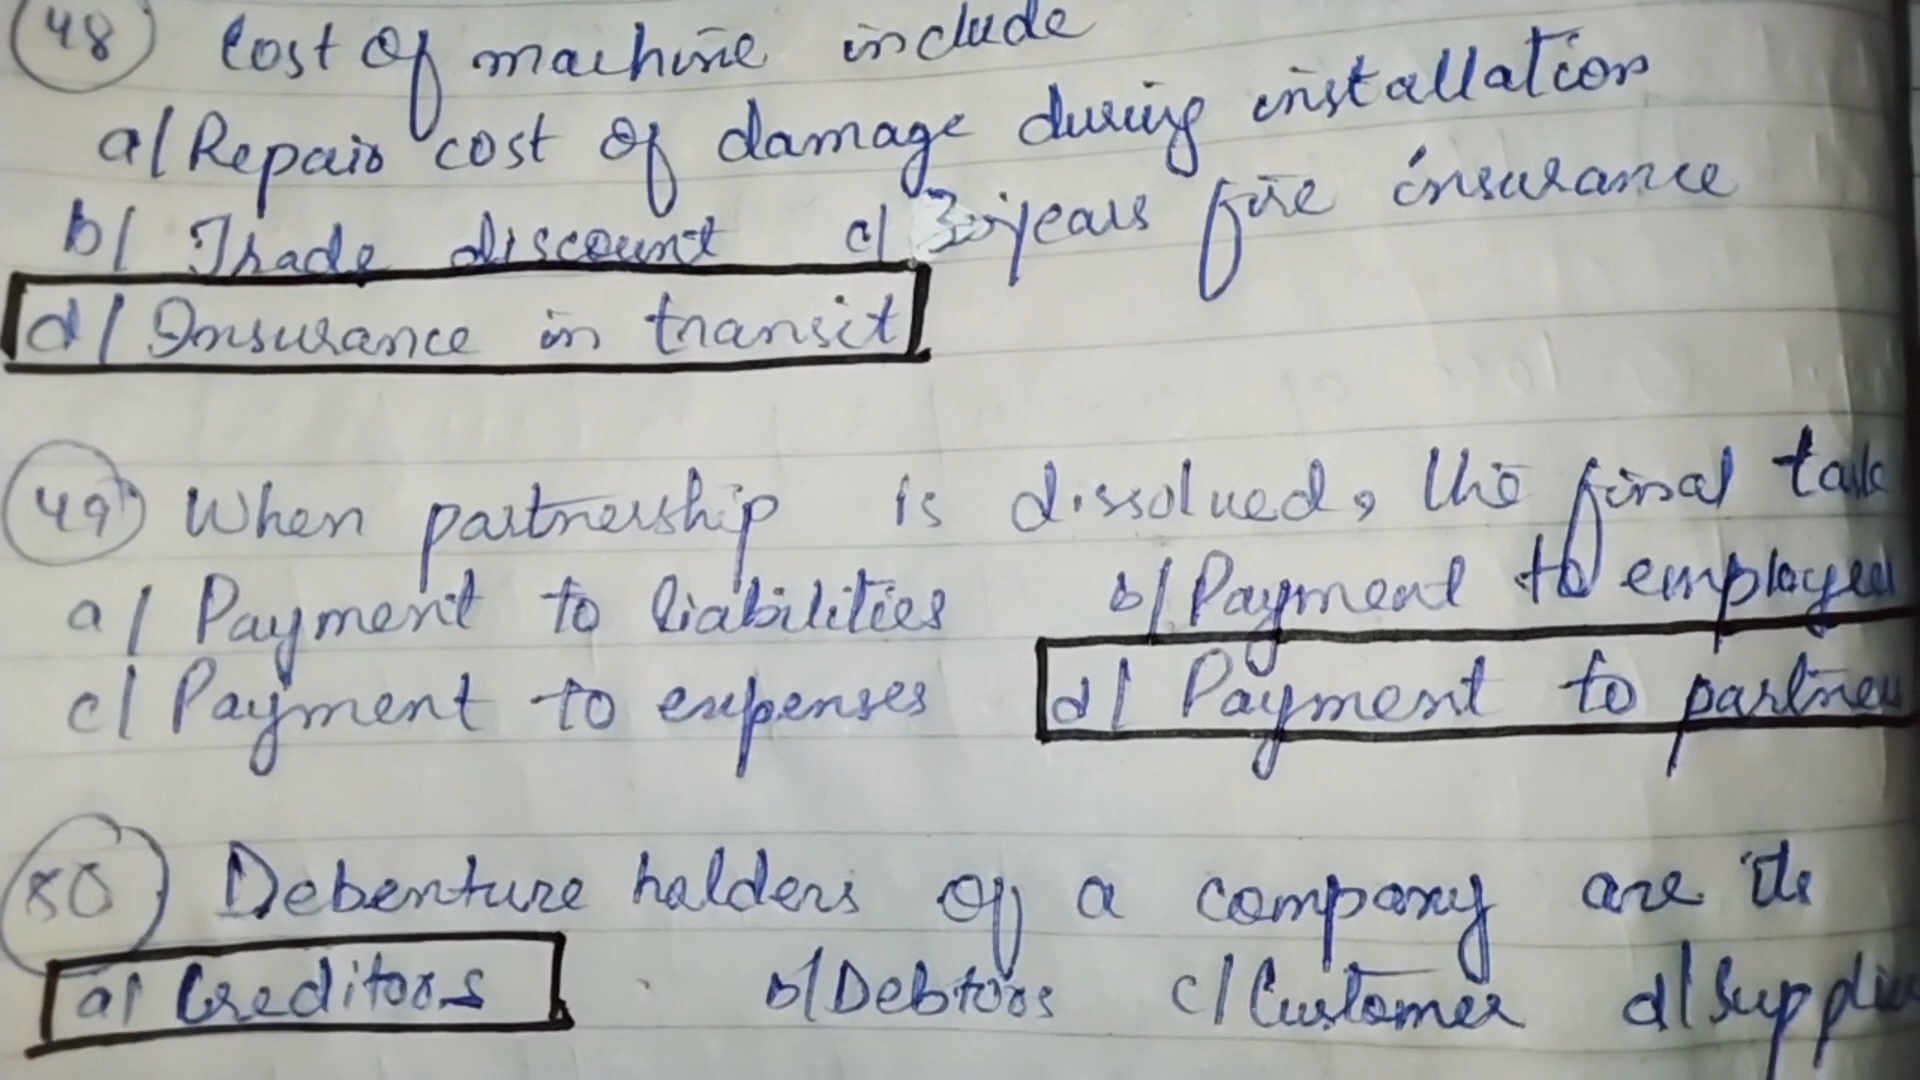 48 Cost of machine include
a/ Repair cost of damage during installation
b/ Trade discount c/ 3 years fire insurance
d/ Insurance in transit
49 When partnership is dissolved, the final task
a/ Payment to liabilities b/ Payment to employee
c/ Payment to expenses d/ Payment to partner
50 Debenture holders of a company are its
a/ Creditors b/ Debtors c/ Customer d/ Supplie